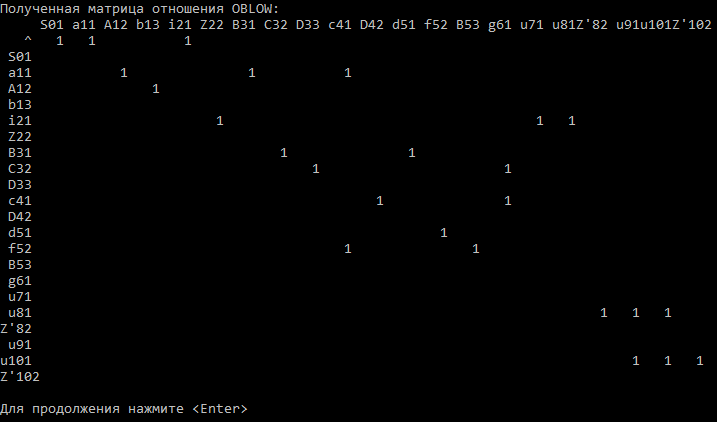 Полученная матрица отношения OBLOW:
     S01 a11 A12 b13 i21 Z22 B31 C32 D33 c41 D42 d51 f52 B53 g61 u71 u81Z'82 u91u101Z'102
   ^   1   1           1
 S01
 a11           1               1           1
 A12               1
 b13
 i21                       1                                       1   1
 Z22
 B31                               1               1
 C32                                   1                       1
 D33
 c41                                           1               1
 D42
 d51                                                   1
 f52                                       1               1
 B53
 g61
 u71
 u81                                                                       1   1   1
Z'82
 u91
u101                                                                           1   1   1
Z'102
Для продолжения нажмите <Enter>